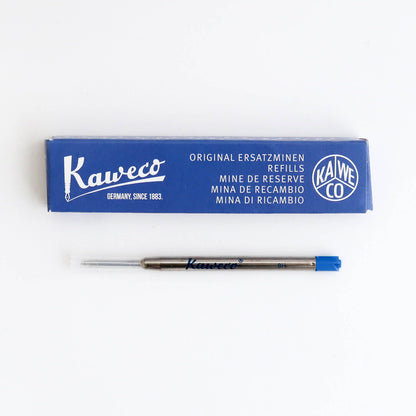 Kaweco
GERMANY, SINCE 1883.
ORIGINAL ERSATZMINEN
REFILLS
MINE DE RESERVE
MINA DE RECAMBIO
MINA DI RICAMBIO
KA WE
CO
Kaweco®